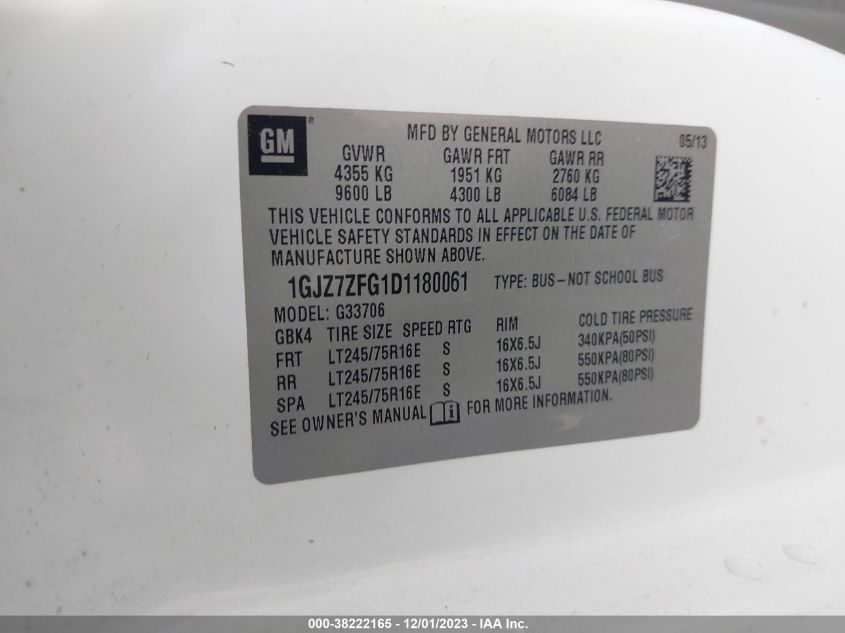 GM ®
MFD BY GENERAL MOTORS LLC 05/13
GVWR GAWR FRT GAWR RR
4355 KG 1951 KG 2760 KG
9600 LB 4300 LB 6084 LB
THIS VEHICLE CONFORMS TO ALL APPLICABLE U.S. FEDERAL MOTOR
VEHICLE SAFETY STANDARDS IN EFFECT ON THE DATE OF
MANUFACTURE SHOWN ABOVE.
1GJZ7ZFG1D1180061 TYPE: BUS–NOT SCHOOL BUS
MODEL: G33706
GBK4 TIRE SIZE SPEED RTG RIM COLD TIRE PRESSURE
FRT LT245/75R16E S 16X6.5J 340KPA(50PSI)
RR LT245/75R16E S 16X6.5J 550KPA(80PSI)
SPA LT245/75R16E S 16X6.5J 550KPA(80PSI)
SEE OWNER'S MANUAL i FOR MORE INFORMATION.
000-38222165 - 12/01/2023 - IAA Inc.